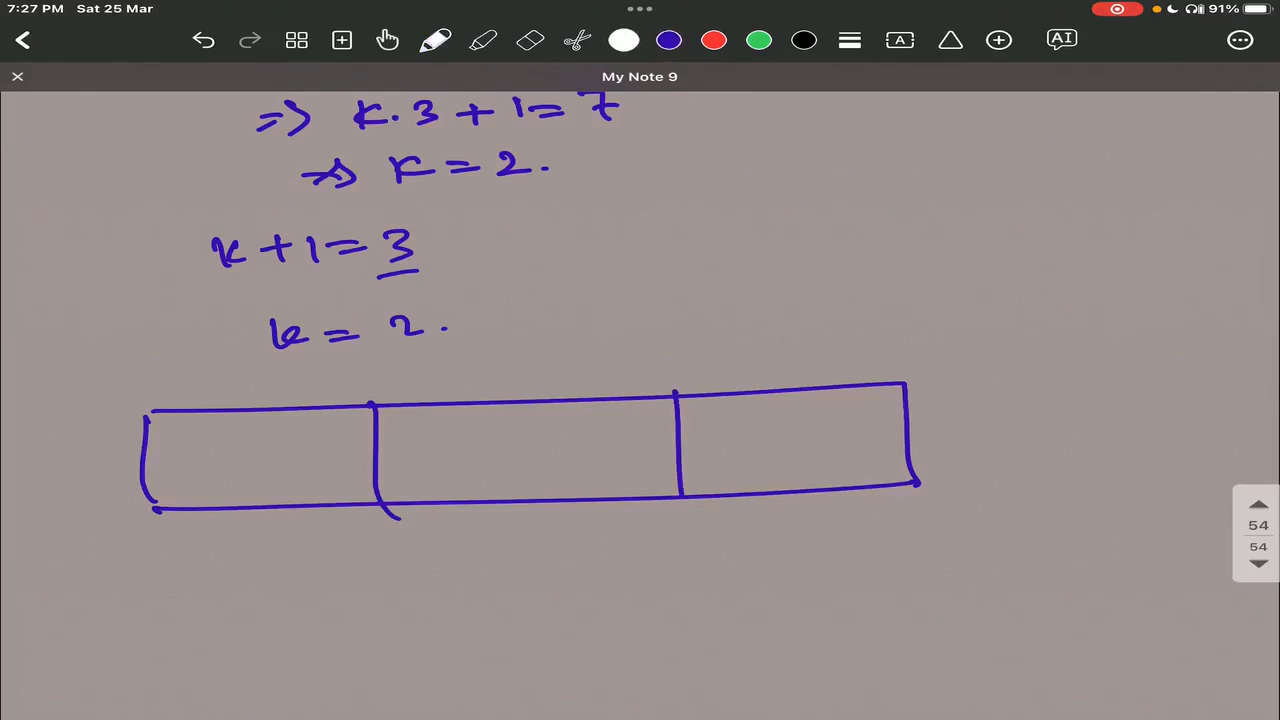 7:27 PM Sat 25 Mar
91%
A
AI
My Note 9
=> K.3+1=7
=> K=2.
K+1=3
k=2.
54
54